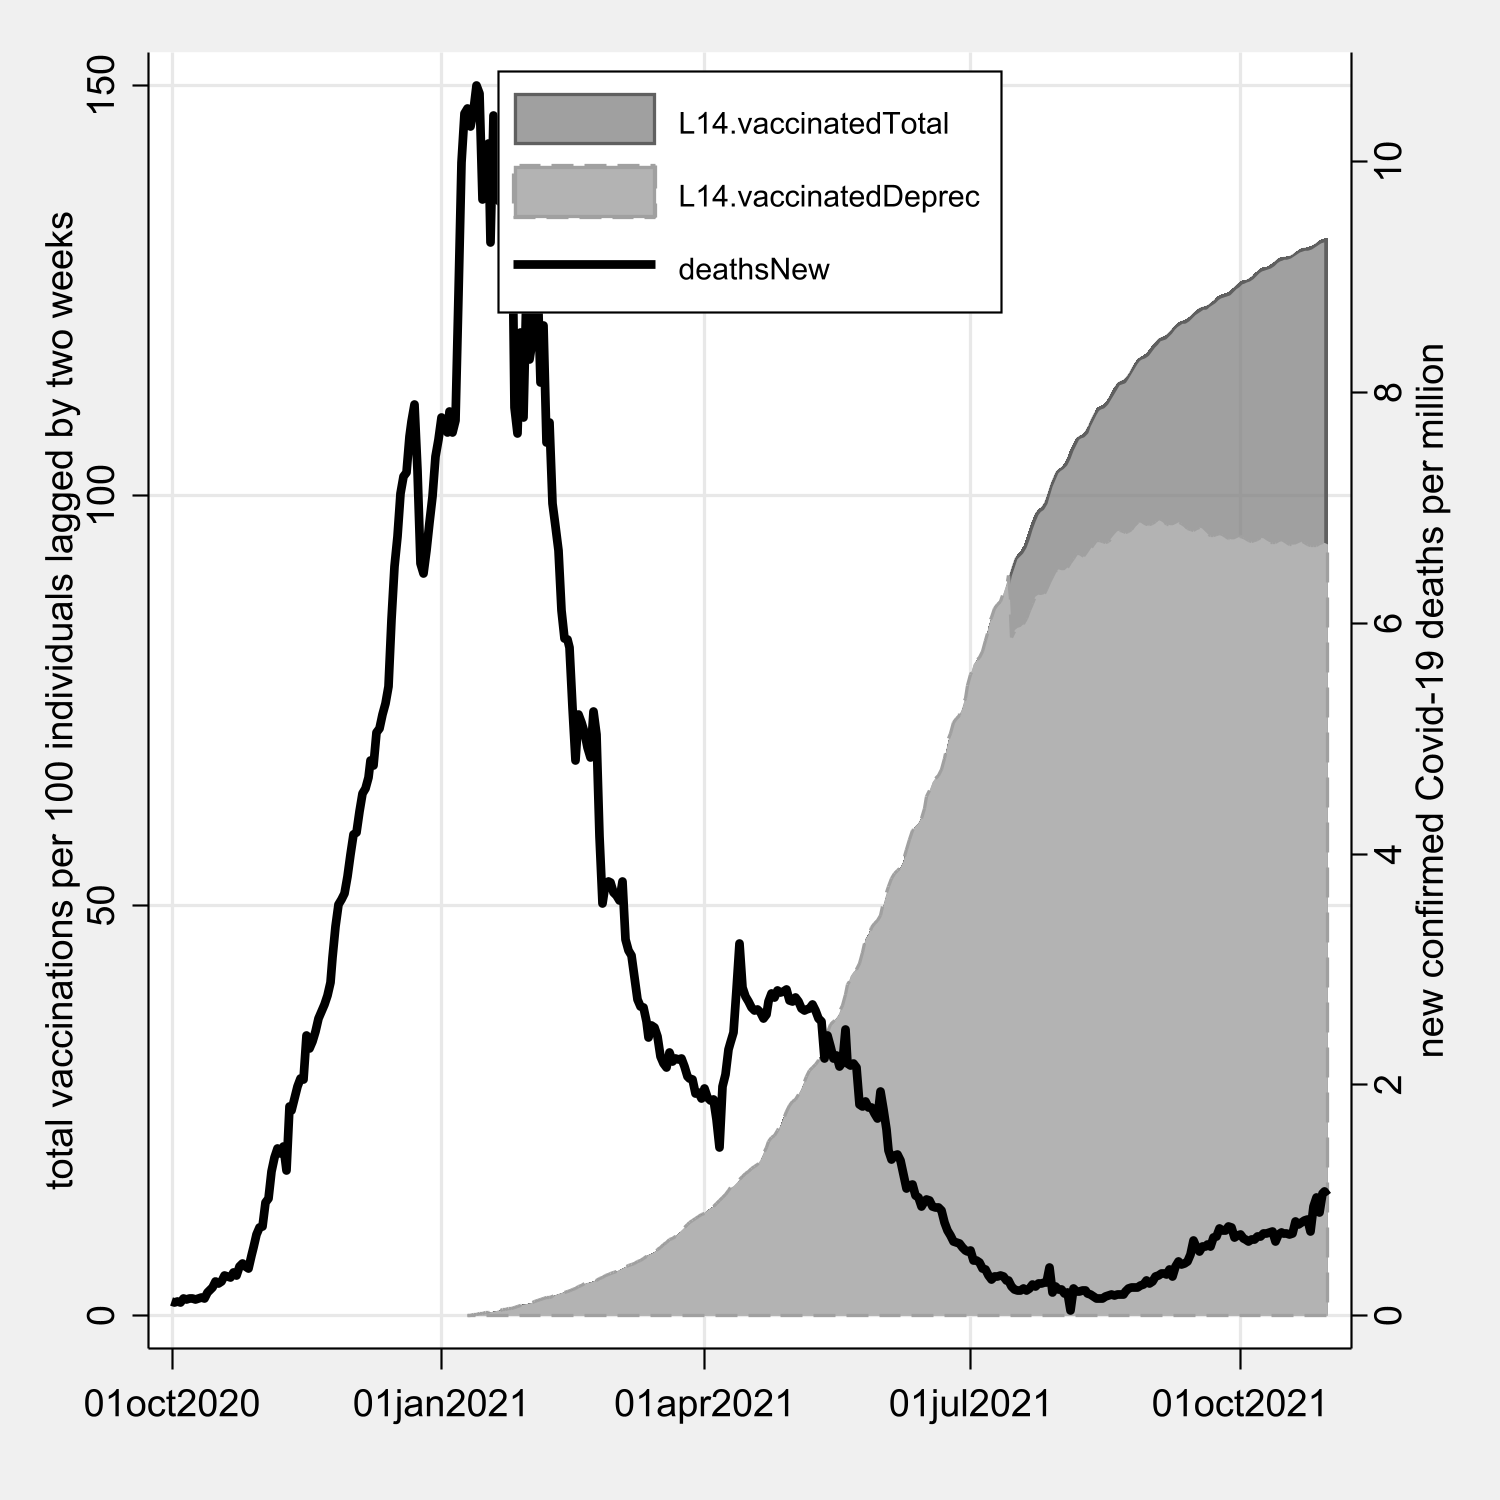 L14.vaccinatedTotal
L14.vaccinatedDeprec
deathsNew
total vaccinations per 100 individuals lagged by two weeks
150
100
50
0
new confirmed Covid-19 deaths per million
10
8
6
4
2
0
01oct2020
01jan2021
01apr2021
01jul2021
01oct2021